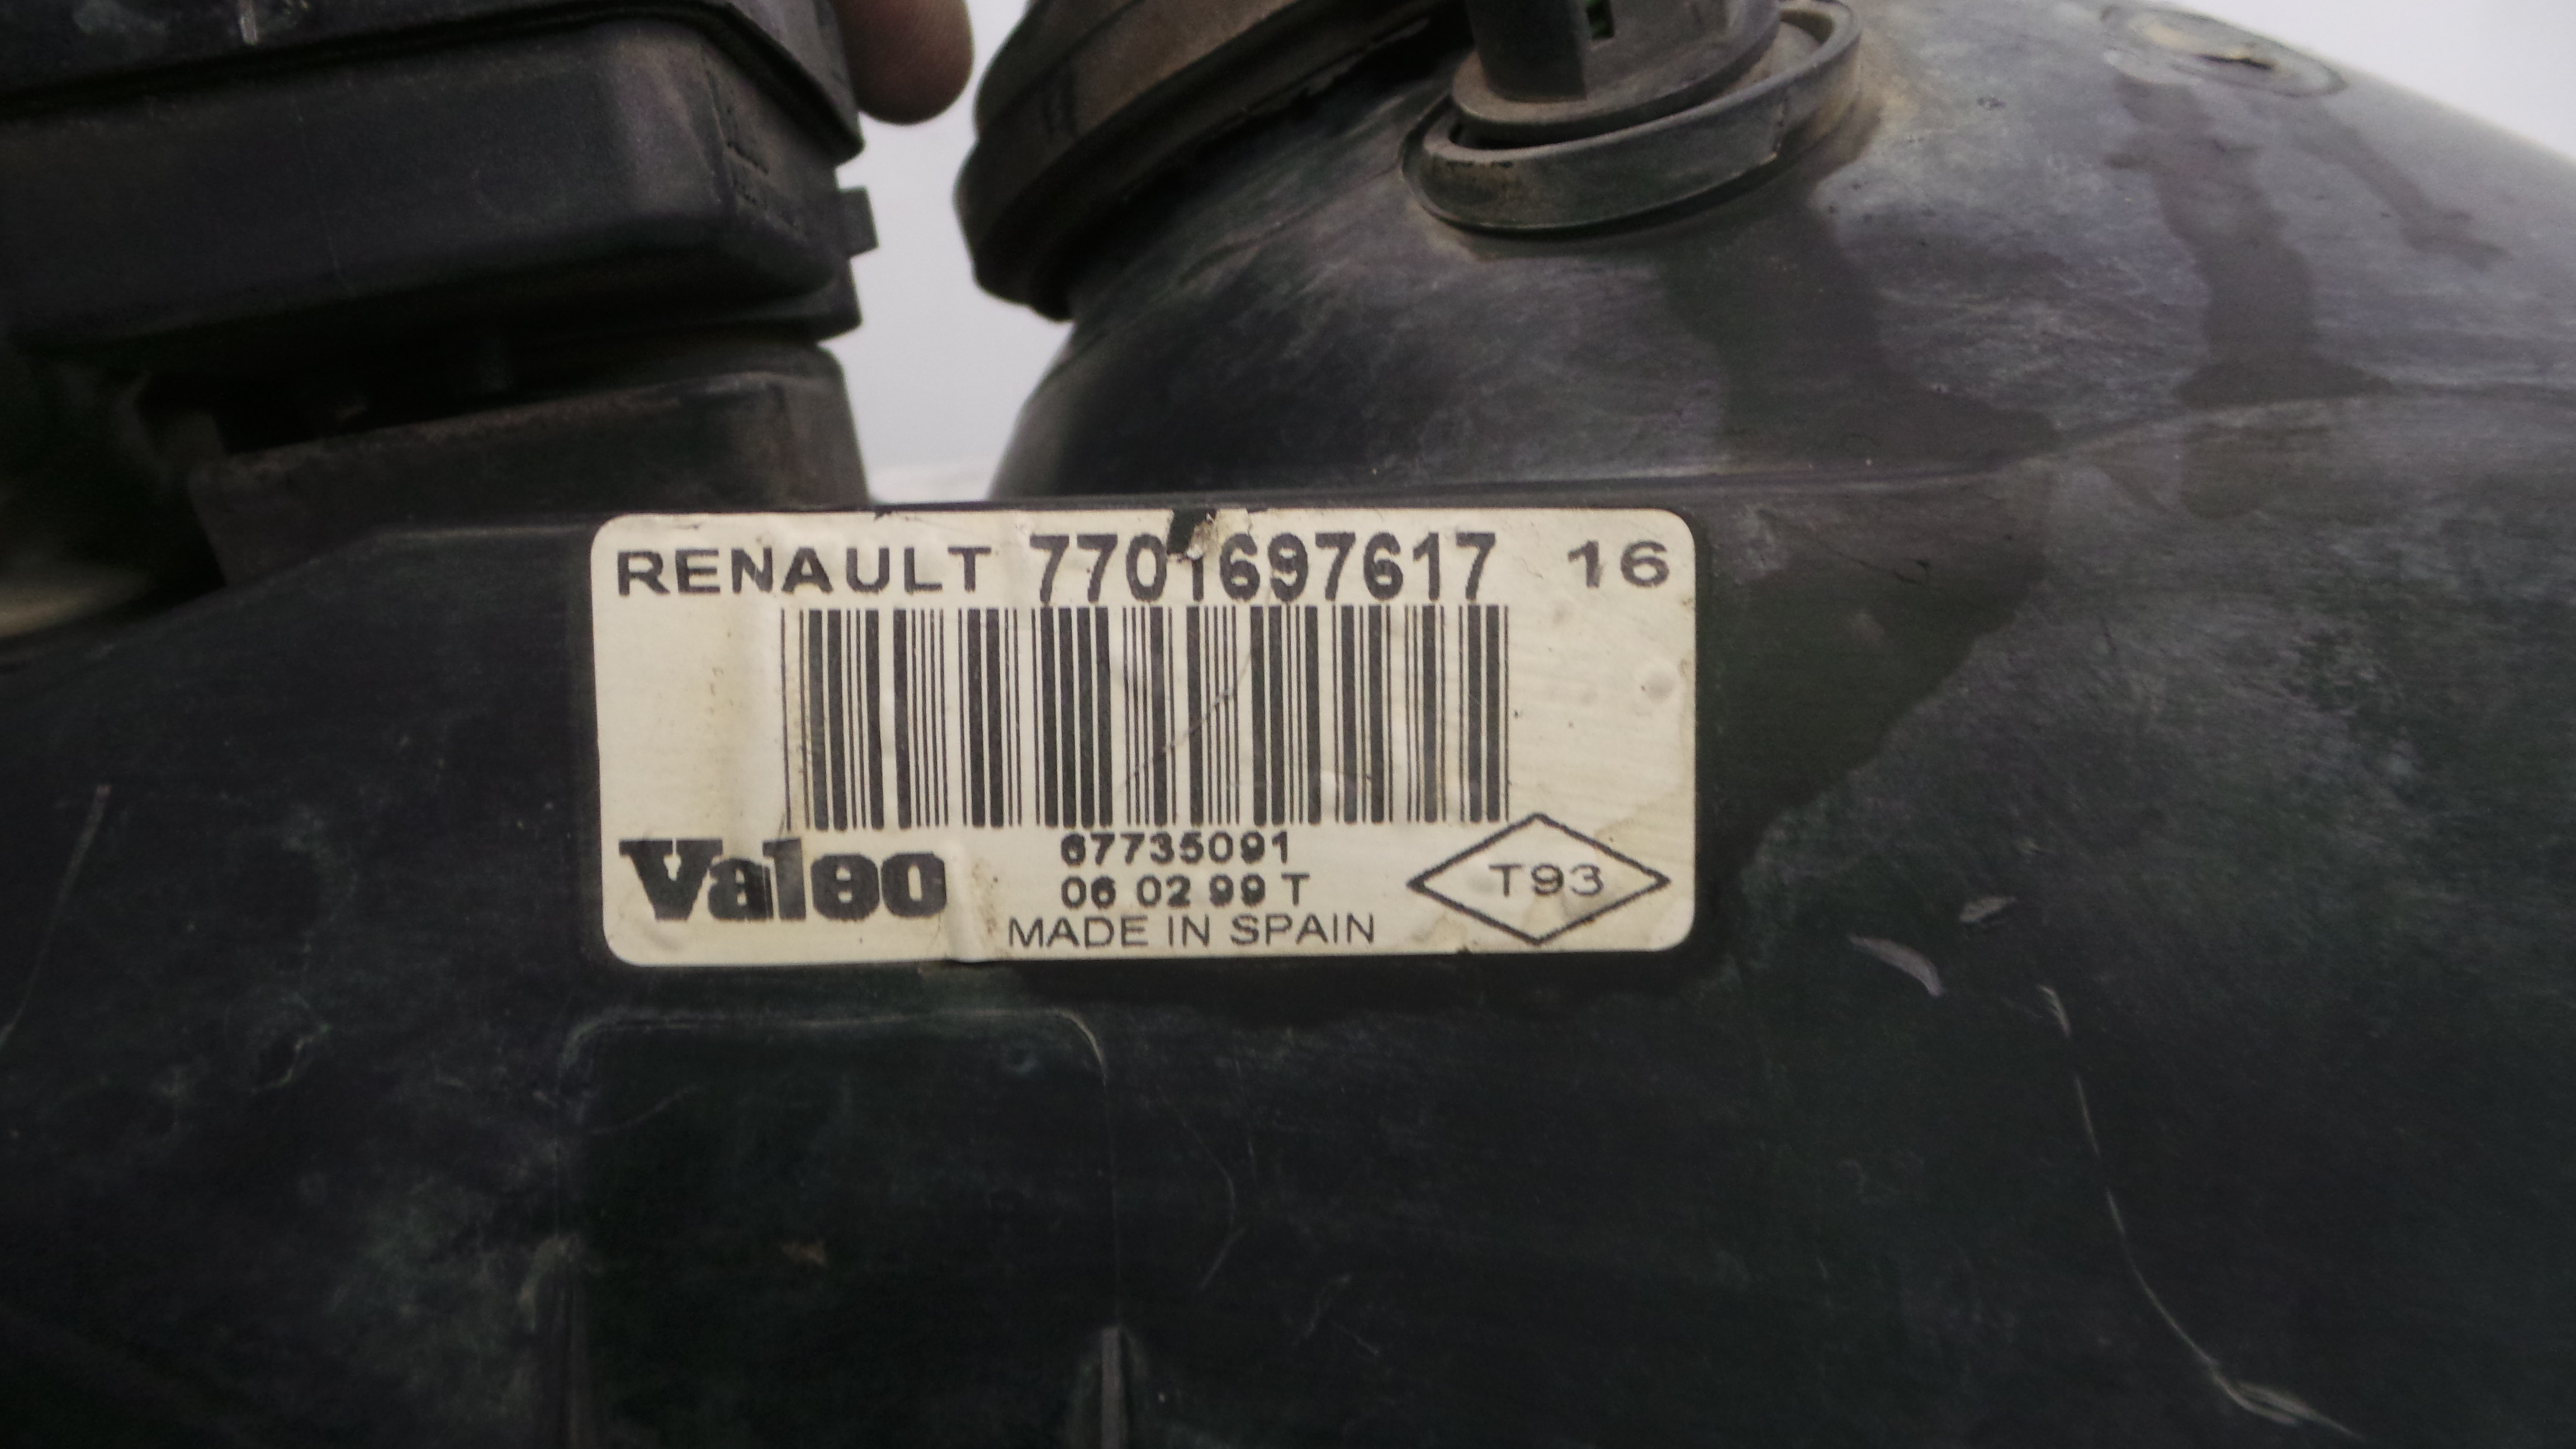 RENAULT 7701697617 16
Valeo
67735091
06 02 99 T
MADE IN SPAIN
T93